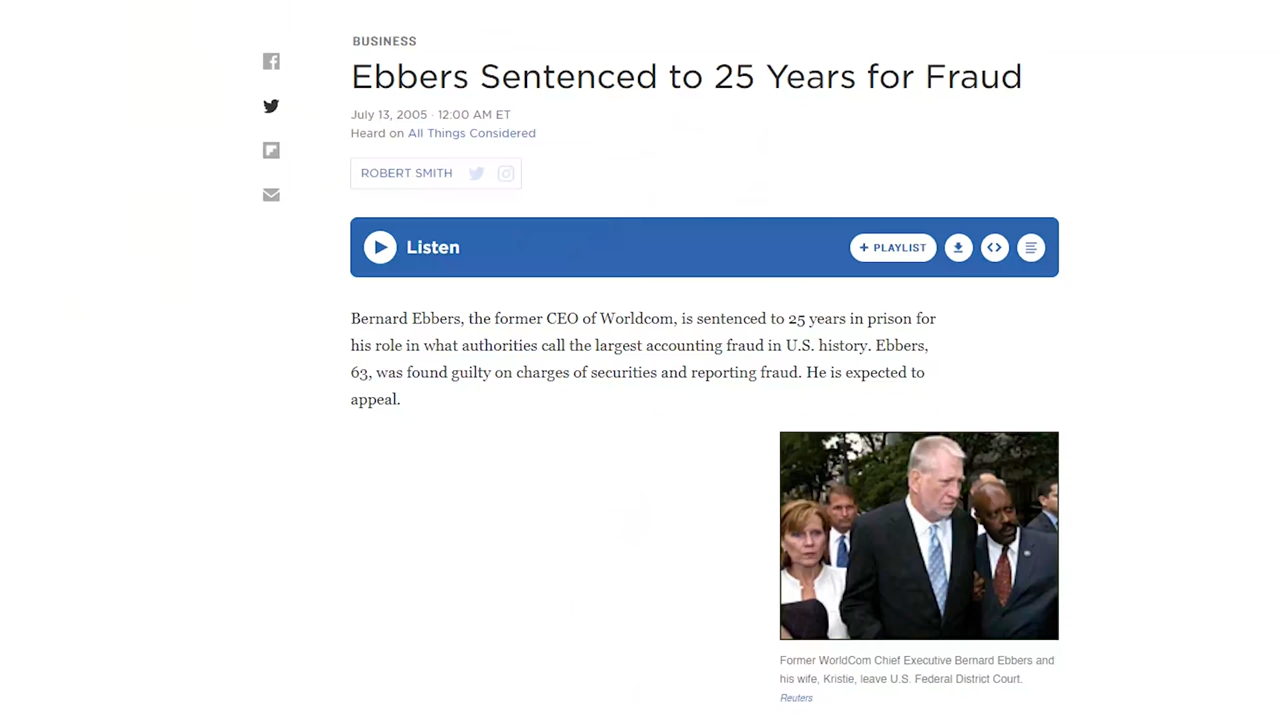 BUSINESS
Ebbers Sentenced to 25 Years for Fraud
July 13, 2005 · 12:00 AM ET
Heard on All Things Considered
ROBERT SMITH
Listen
+ PLAYLIST
Bernard Ebbers, the former CEO of Worldcom, is sentenced to 25 years in prison for
his role in what authorities call the largest accounting fraud in U.S. history. Ebbers,
63, was found guilty on charges of securities and reporting fraud. He is expected to
appeal.
Former WorldCom Chief Executive Bernard Ebbers and
his wife, Kristie, leave U.S. Federal District Court.
Reuters